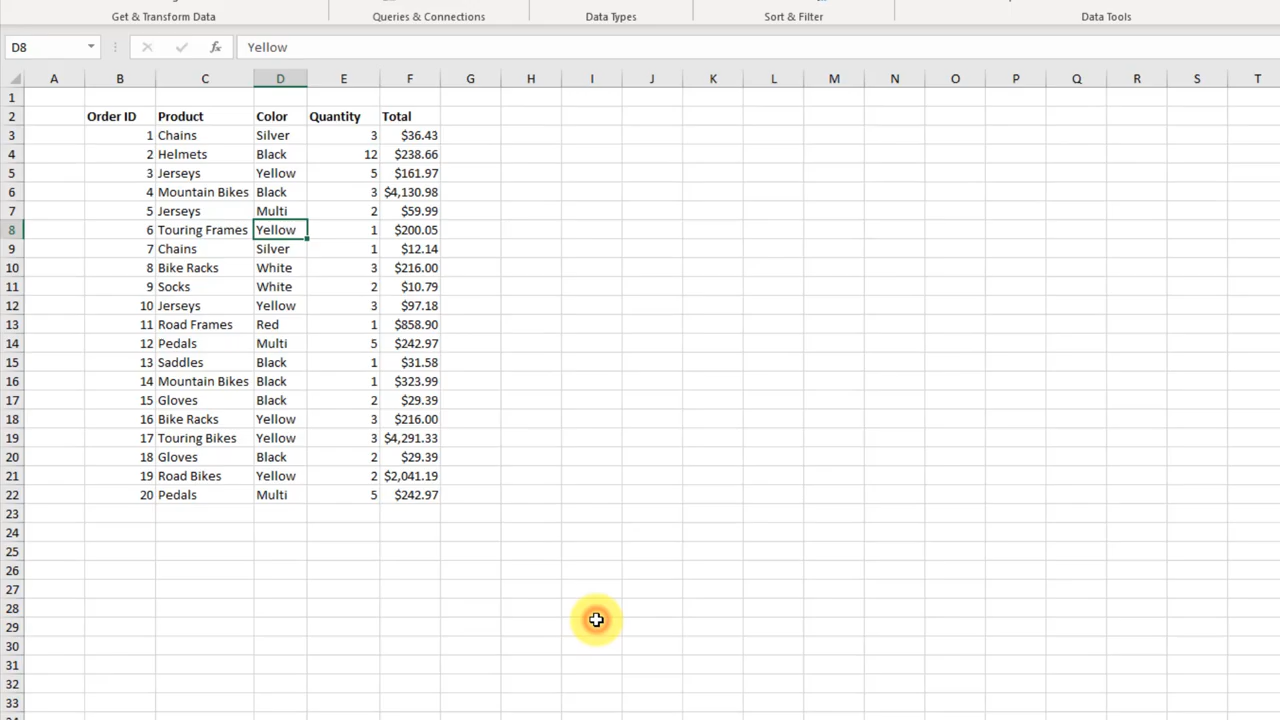 Get & Transform Data Queries & Connections Data Types Sort & Filter Data Tools
D8 fx Yellow
A B C D E F G H I J K L M N O P Q R S T
1
2 Order ID Product Color Quantity Total
3 1 Chains Silver 3 $36.43
4 2 Helmets Black 12 $238.66
5 3 Jerseys Yellow 5 $161.97
6 4 Mountain Bikes Black 3 $4,130.98
7 5 Jerseys Multi 2 $59.99
8 6 Touring Frames Yellow 1 $200.05
9 7 Chains Silver 1 $12.14
10 8 Bike Racks White 3 $216.00
11 9 Socks White 2 $10.79
12 10 Jerseys Yellow 3 $97.18
13 11 Road Frames Red 1 $858.90
14 12 Pedals Multi 5 $242.97
15 13 Saddles Black 1 $31.58
16 14 Mountain Bikes Black 1 $323.99
17 15 Gloves Black 2 $29.39
18 16 Bike Racks Yellow 3 $216.00
19 17 Touring Bikes Yellow 3 $4,291.33
20 18 Gloves Black 2 $29.39
21 19 Road Bikes Yellow 2 $2,041.19
22 20 Pedals Multi 5 $242.97
23
24
25
26
27
28
29
30
31
32
33